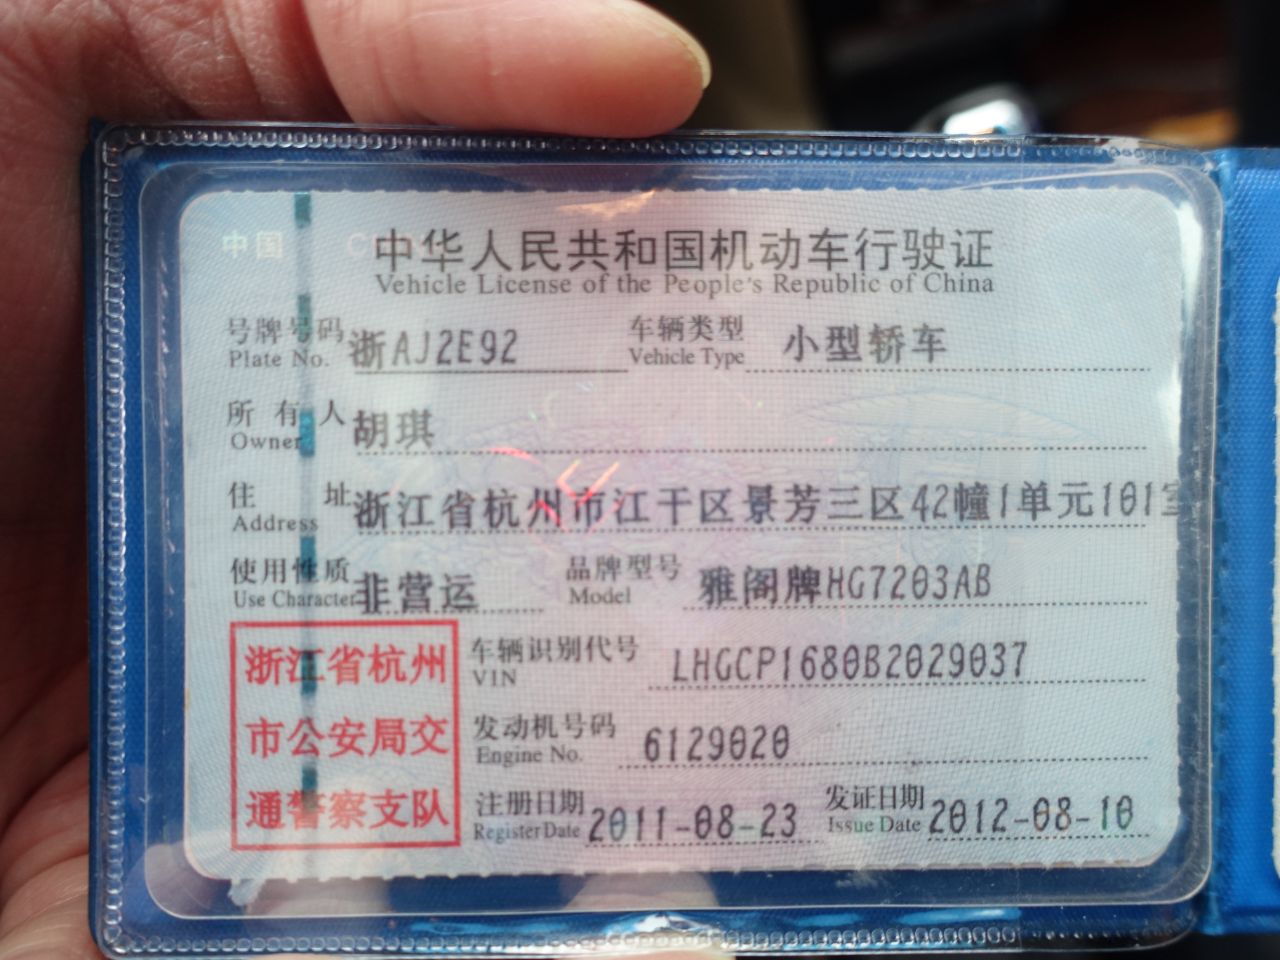 中国
中华人民共和国机动车行驶证
Vehicle License of the People's Republic of China
号牌号码 浙AJ2E92 车辆类型 小型轿车
Plate No. Vehicle Type
所有人 胡琪
Owner
住址 浙江省杭州市江干区景芳三区42幢1单元101室
Address
使用性质 非营运 品牌型号 雅阁牌HG7203AB
Use Character Model
浙江省杭州
市公安局交
通警察支队
车辆识别代号 LHGCP1680B2029037
VIN
发动机号码 6129020
Engine No.
注册日期 2011-08-23 发证日期 2012-08-10
Register Date Issue Date